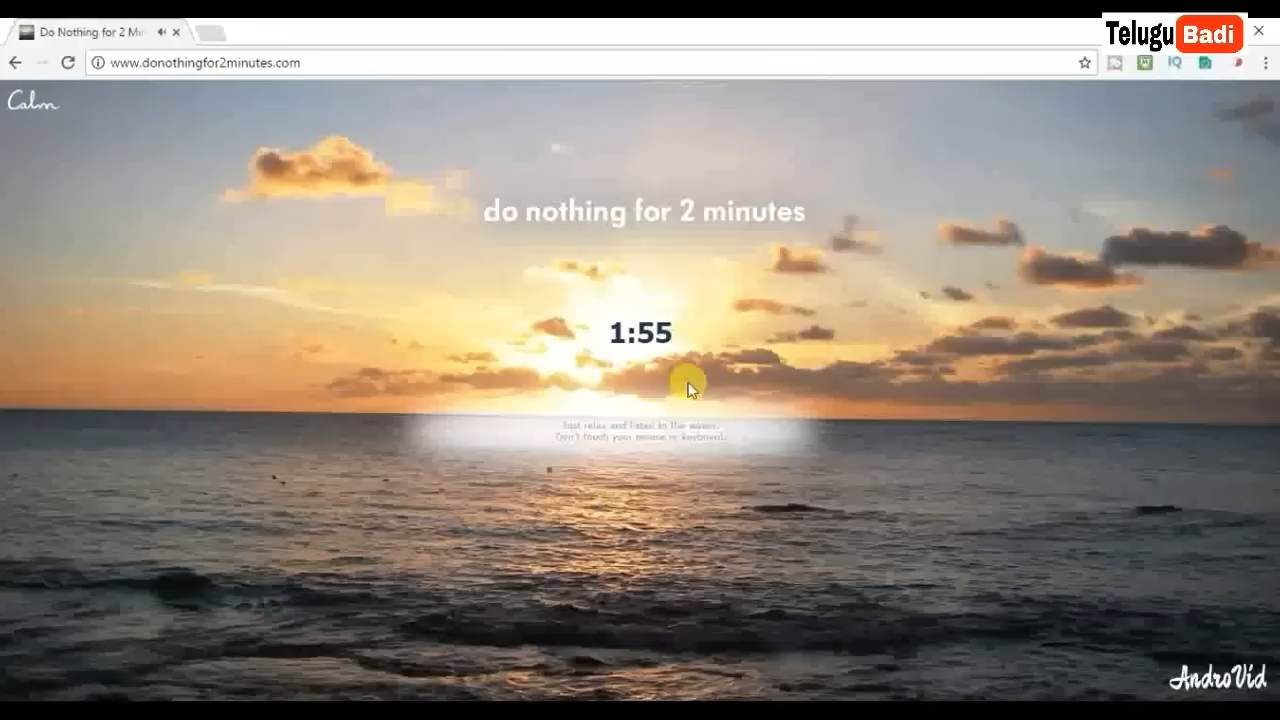 Do Nothing for 2 Mi
Telugu Badi
www.donothingfor2minutes.com
IQ
Calm
do nothing for 2 minutes
1:55
Just relax and listen to the waves.
Don't touch your mouse or keyboard.
AndroVid